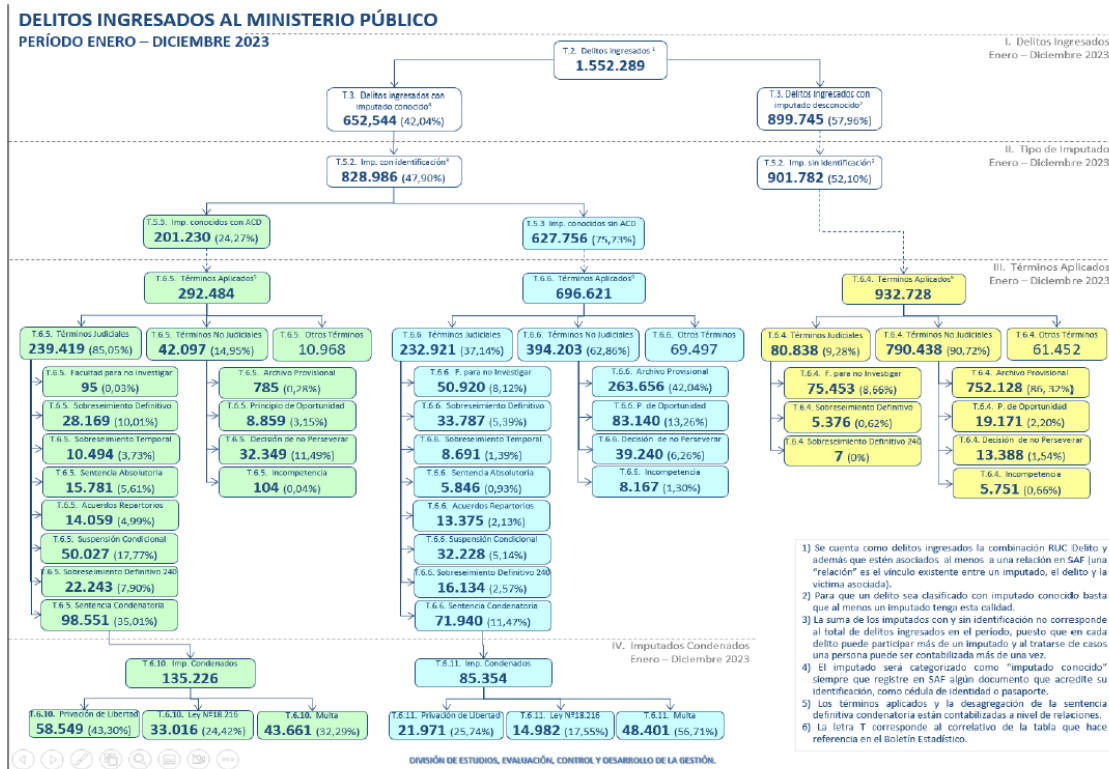 DELITOS INGRESADOS AL MINISTERIO PÚBLICO
PERÍODO ENERO – DICIEMBRE 2023
I. Delitos Ingresados
Enero – Diciembre 2023
T.2. Delitos ingresados 1
1.552.289
T.3. Delitos ingresados con
imputado conocido4
652,544 (42,04%)
T.3. Delitos ingresados con
imputado desconocido2
899.745 (57,96%)
II. Tipo de Imputado
Enero – Diciembre 2023
T.5.2. Imp. con identificación4
828.986 (47,90%)
T.5.2. Imp. sin identificación3
901.782 (52,10%)
T.5.3. Imp. conocidos con ACD
201.230 (24,27%)
T.5.3 Imp. conocidos sin ACD
627.756 (75,73%)
III. Términos Aplicados
Enero – Diciembre 2023
T.6.5. Términos Aplicados5
292.484
T.6.6. Términos Aplicados5
696.621
T.6.4. Términos Aplicados5
932.728
T.6.5. Términos Judiciales
239.419 (85,05%)
T.6.5. Términos No Judiciales
42.097 (14,95%)
T.6.5. Otros Términos
10.968
T.6.6. Términos Judiciales
232.921 (37,14%)
T.6.6. Términos No Judiciales
394.203 (62,86%)
T.6.6. Otros Términos
69.497
T.6.4. Términos Judiciales
80.838 (9,28%)
T.6.4. Términos No Judiciales
790.438 (90,72%)
T.6.4. Otros Términos
61.452
T.6.5. Facultad para no Investigar
95 (0,03%)
T.6.5. Sobreseimiento Definitivo
28.169 (10,01%)
T.6.5. Sobreseimiento Temporal
10.494 (3,73%)
T.6.5. Sentencia Absolutoria
15.781 (5,61%)
T.6.5. Acuerdos Repartorios
14.059 (4,99%)
T.6.5. Suspensión Condicional
50.027 (17,77%)
T.6.5. Sobreseimiento Definitivo 240
22.243 (7,90%)
T.6.5. Sentencia Condenatoria
98.551 (35,01%)
T.6.5. Archivo Provisional
785 (0,28%)
T.6.5. Principio de Oportunidad
8.859 (3,15%)
T.6.5. Decisión de no Perseverar
32.349 (11,49%)
T.6.5. Incompetencia
104 (0,04%)
T.6.6. F. para no Investigar
50.920 (8,12%)
T.6.6. Sobreseimiento Definitivo
33.787 (5,39%)
T.6.6. Sobreseimiento Temporal
8.691 (1,39%)
T.6.6. Sentencia Absolutoria
5.846 (0,93%)
T.6.6. Acuerdos Repartorios
13.375 (2,13%)
T.6.6. Suspensión Condicional
32.228 (5,14%)
T.6.6. Sobreseimiento Definitivo 240
16.134 (2,57%)
T.6.6. Sentencia Condenatoria
71.940 (11,47%)
T.6.6. Archivo Provisional
263.656 (42,04%)
T.6.6. P. de Oportunidad
83.140 (13,26%)
T.6.6. Decisión de no Perseverar
39.240 (6,26%)
T.6.6. Incompetencia
8.167 (1,30%)
T.6.4. F. para no Investigar
75.453 (8,66%)
T.6.4. Sobreseimiento Definitivo
5.376 (0,62%)
T.6.4. Sobreseimiento Definitivo 240
7 (0%)
T.6.4. Archivo Provisional
752.128 (86,32%)
T.6.4. P. de Oportunidad
19.171 (2,20%)
T.6.4. Decisión de no Perseverar
13.388 (1,54%)
T.6.4. Incompetencia
5.751 (0,66%)
IV. Imputados Condenados
Enero – Diciembre 2023
T.6.10. Imp. Condenados
135.226
T.6.11. Imp. Condenados
85.354
T.6.10. Privación de Libertad
58.549 (43,30%)
T.6.10. Ley Nº18.216
33.016 (24,42%)
T.6.10. Multa
43.661 (32,29%)
T.6.11. Privación de Libertad
21.971 (25,74%)
T.6.11. Ley Nº18.216
14.982 (17,55%)
T.6.11. Multa
48.401 (56,71%)
1) Se cuenta como delitos ingresados la combinación RUC Delito y
además que estén asociados al menos a una relación en SAF (una
“relación” es el vínculo existente entre un imputado, el delito y la
víctima asociada).
2) Para que un delito sea clasificado con imputado conocido basta
que al menos un imputado tenga esta calidad.
3) La suma de los imputados con y sin identificación no corresponde
al total de delitos ingresados en el período, puesto que en cada
delito puede participar más de un imputado y al tratarse de casos
una persona puede ser contabilizada más de una vez.
4) El imputado será categorizado como “imputado conocido”
siempre que registre en SAF algún documento que acredite su
identificación, como cédula de identidad o pasaporte.
5) Los términos aplicados y la desagregación de la sentencia
definitiva condenatoria están contabilizadas a nivel de relaciones.
6) La letra T corresponde al correlativo de la tabla que hace
referencia en el Boletín Estadístico.
DIVISIÓN DE ESTUDIOS, EVALUACIÓN, CONTROL Y DESARROLLO DE LA GESTIÓN.